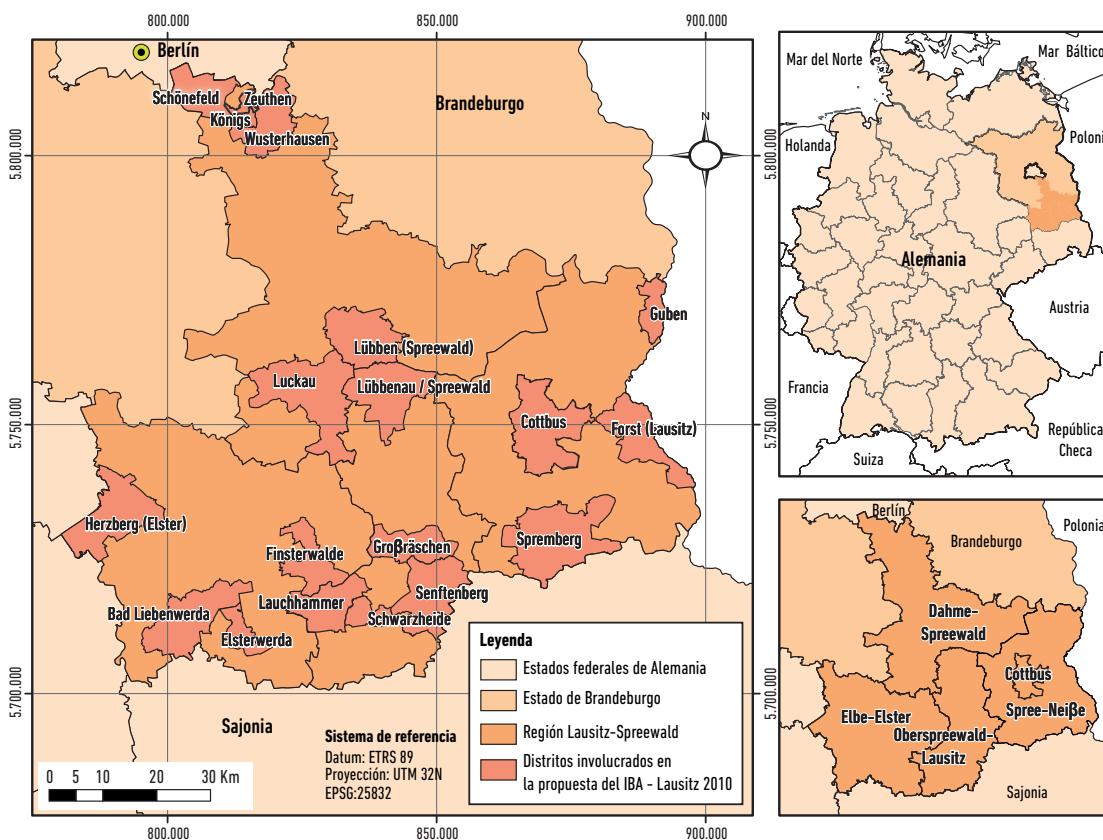 800.000
850.000
900.000
Berlín
Schönefeld
Zeuthen
Königs
Wusterhausen
Brandeburgo
N
5.800.000
5.800.000
Guben
Lübben (Spreewald)
Luckau
Lübbenau / Spreewald
Cottbus
Forst (Lausitz)
5.750.000
5.750.000
Herzberg (Elster)
Finsterwalde
Großräschen
Spremberg
Senftenberg
Lauchhammer
Bad Liebenwerda
Schwarzheide
Elsterwerda
5.700.000
5.700.000
Sajonia
Sistema de referencia
Datum: ETRS 89
Proyección: UTM 32N
EPSG:25832
0 5 10 20 30 Km
Leyenda
Estados federales de Alemania
Estado de Brandeburgo
Región Lausitz-Spreewald
Distritos involucrados en
la propuesta del IBA - Lausitz 2010
800.000
850.000
900.000
Mar del Norte
Mar Báltico
Holanda
Poloni
Alemania
Austria
Francia
República
Checa
Suiza
Berlín
Polonia
Brandeburgo
Dahme-
Spreewald
Cottbus
Elbe-Elster
Spree-Neiße
Oberspreewald-
Lausitz
Sajonia